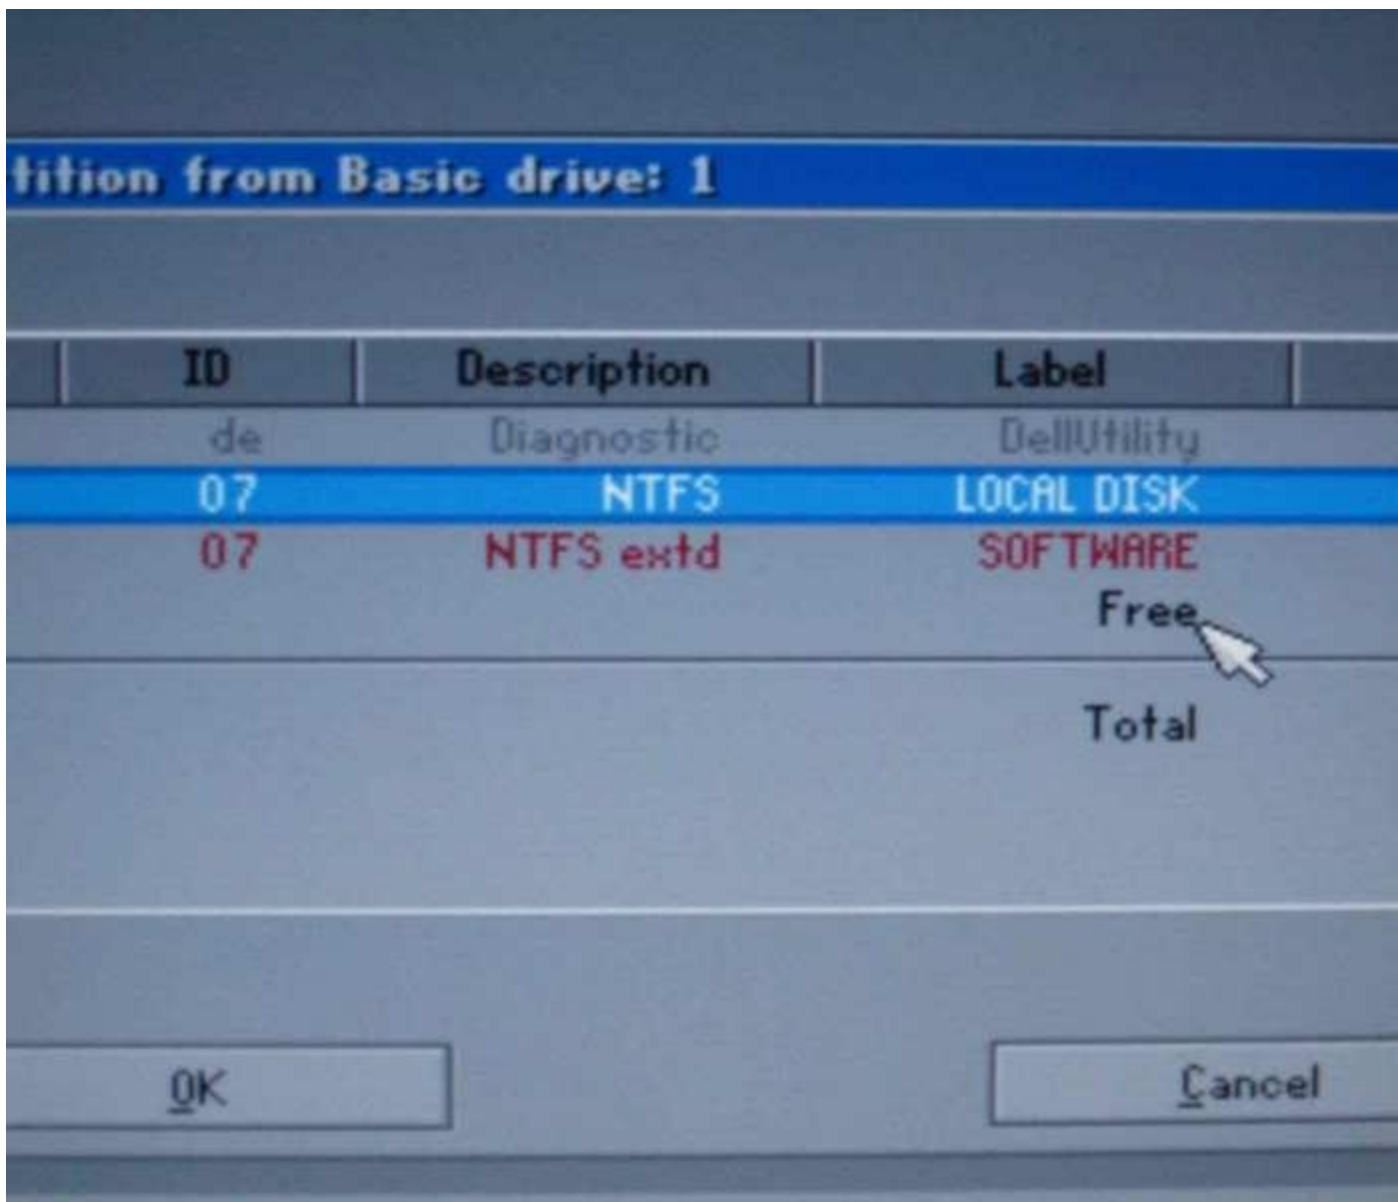 tition from Basic drive: 1
ID Description Label
de Diagnostic DellUtility
07 NTFS LOCAL DISK
07 NTFS extd SOFTWARE
Free
Total
OK Cancel